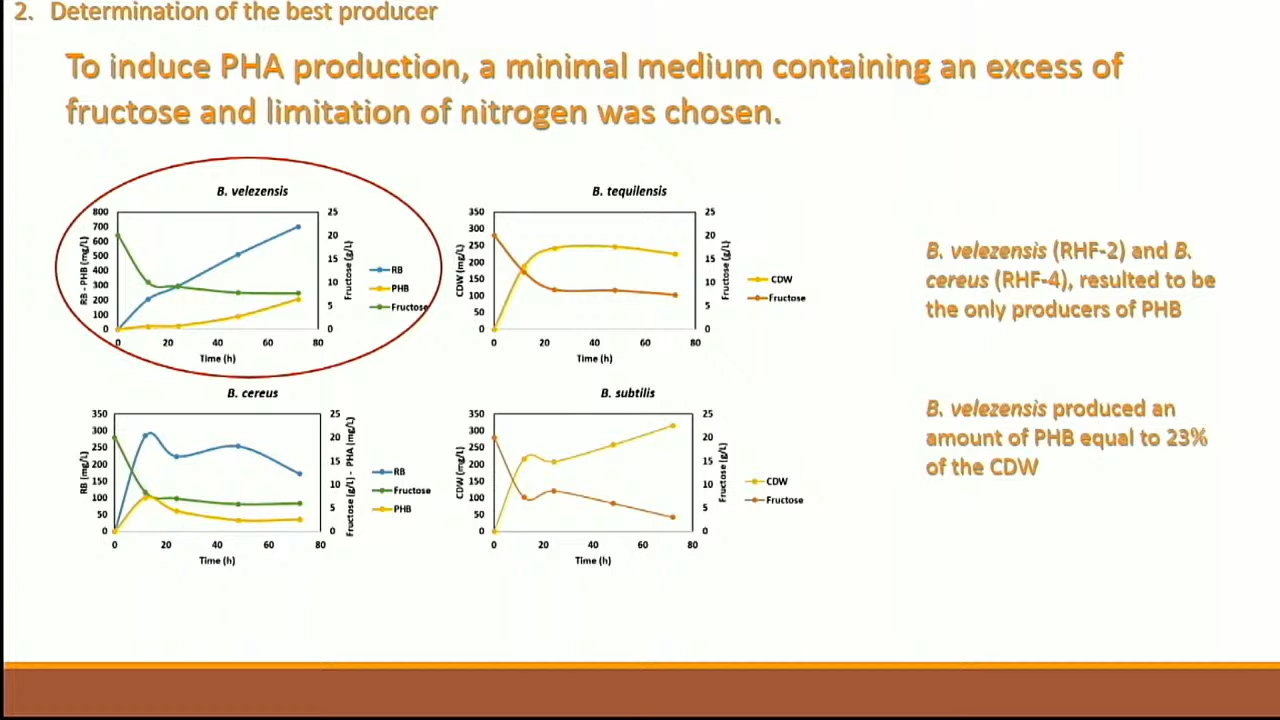 2. Determination of the best producer
To induce PHA production, a minimal medium containing an excess of
fructose and limitation of nitrogen was chosen.
B. velezensis
800
700
600
500
400
300
200
100
0
RB - PHB (mg/L)
25
20
15
10
5
0
Fructose (g/L)
0 20 40 60 80
Time (h)
RB
PHB
Fructose
B. tequilensis
350
300
250
200
150
100
50
0
CDW (mg/L)
25
20
15
10
5
0
Fructose (g/L)
0 20 40 60 80
Time (h)
CDW
Fructose
B. velezensis (RHF-2) and B.
cereus (RHF-4), resulted to be
the only producers of PHB
B. cereus
350
300
250
200
150
100
50
0
RB (mg/L)
25
20
15
10
5
0
Fructose (g/L) - PHA (mg/L)
0 20 40 60 80
Time (h)
RB
Fructose
PHB
B. subtilis
350
300
250
200
150
100
50
0
CDW (mg/L)
25
20
15
10
5
0
Fructose (g/L)
0 20 40 60 80
Time (h)
CDW
Fructose
B. velezensis produced an
amount of PHB equal to 23%
of the CDW